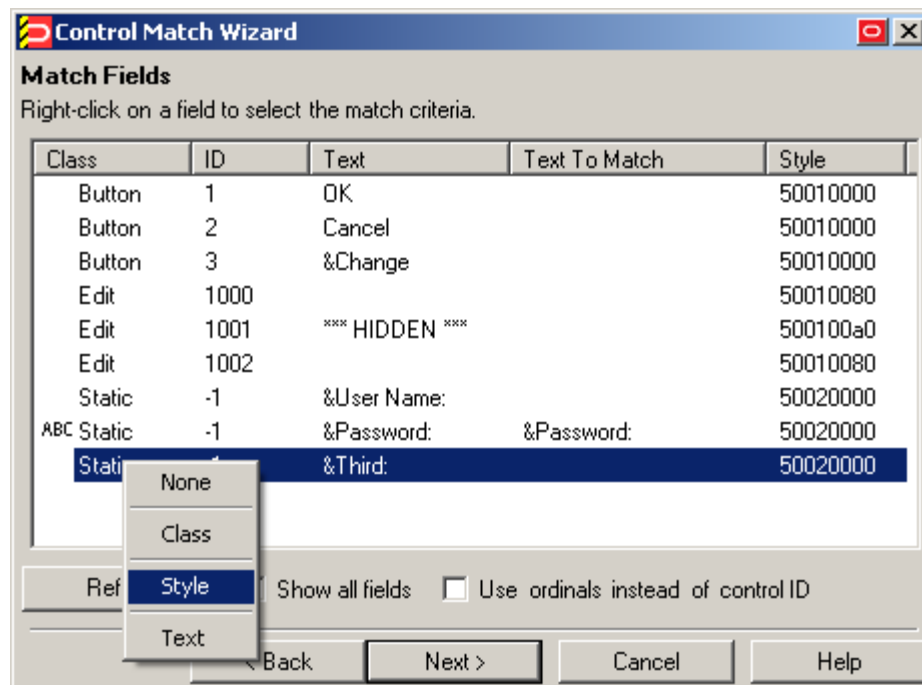 Control Match Wizard
Match Fields
Right-click on a field to select the match criteria.
Class ID Text Text To Match Style
Button 1 OK 50010000
Button 2 Cancel 50010000
Button 3 &Change 50010000
Edit 1000 50010080
Edit 1001 *** HIDDEN *** 500100a0
Edit 1002 50010080
Static -1 &User Name: 50020000
ABC Static -1 &Password: &Password: 50020000
&Third: 50020000
None
Class
Style
Text
Show all fields Use ordinals instead of control ID
< Back Next > Cancel Help